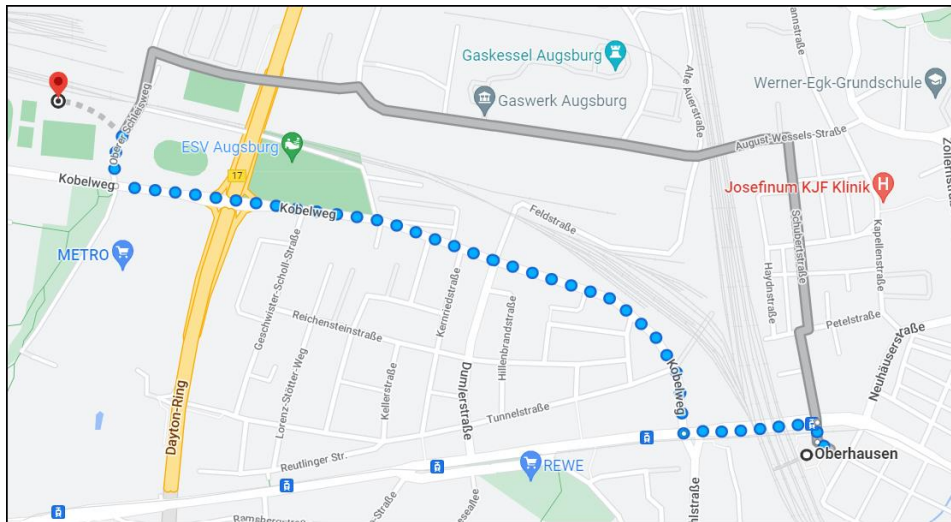 Gaskessel Augsburg
Alte Auerstraße
Werner-Egk-Grundschule
Gaswerk Augsburg
Oberer Schleisweg
ESV Augsburg
August-Wessels-Straße
17
Kobelweg
Kobelweg
Josefinum KJF Klinik
H
Feldstraße
Schubertstraße
Kapellenstraße
METRO
Geschwister-Scholl-Straße
Kernriedstraße
Haydnstraße
Reichensteinstraße
Hillenbrandstraße
Petelstraße
Neuhäuserstraße
Lorenz-Stötter-Weg
Kellerstraße
Dayton-Ring
Kobelweg
Tunnelstraße
Oberhausen
Reutlinger Str.
REWE